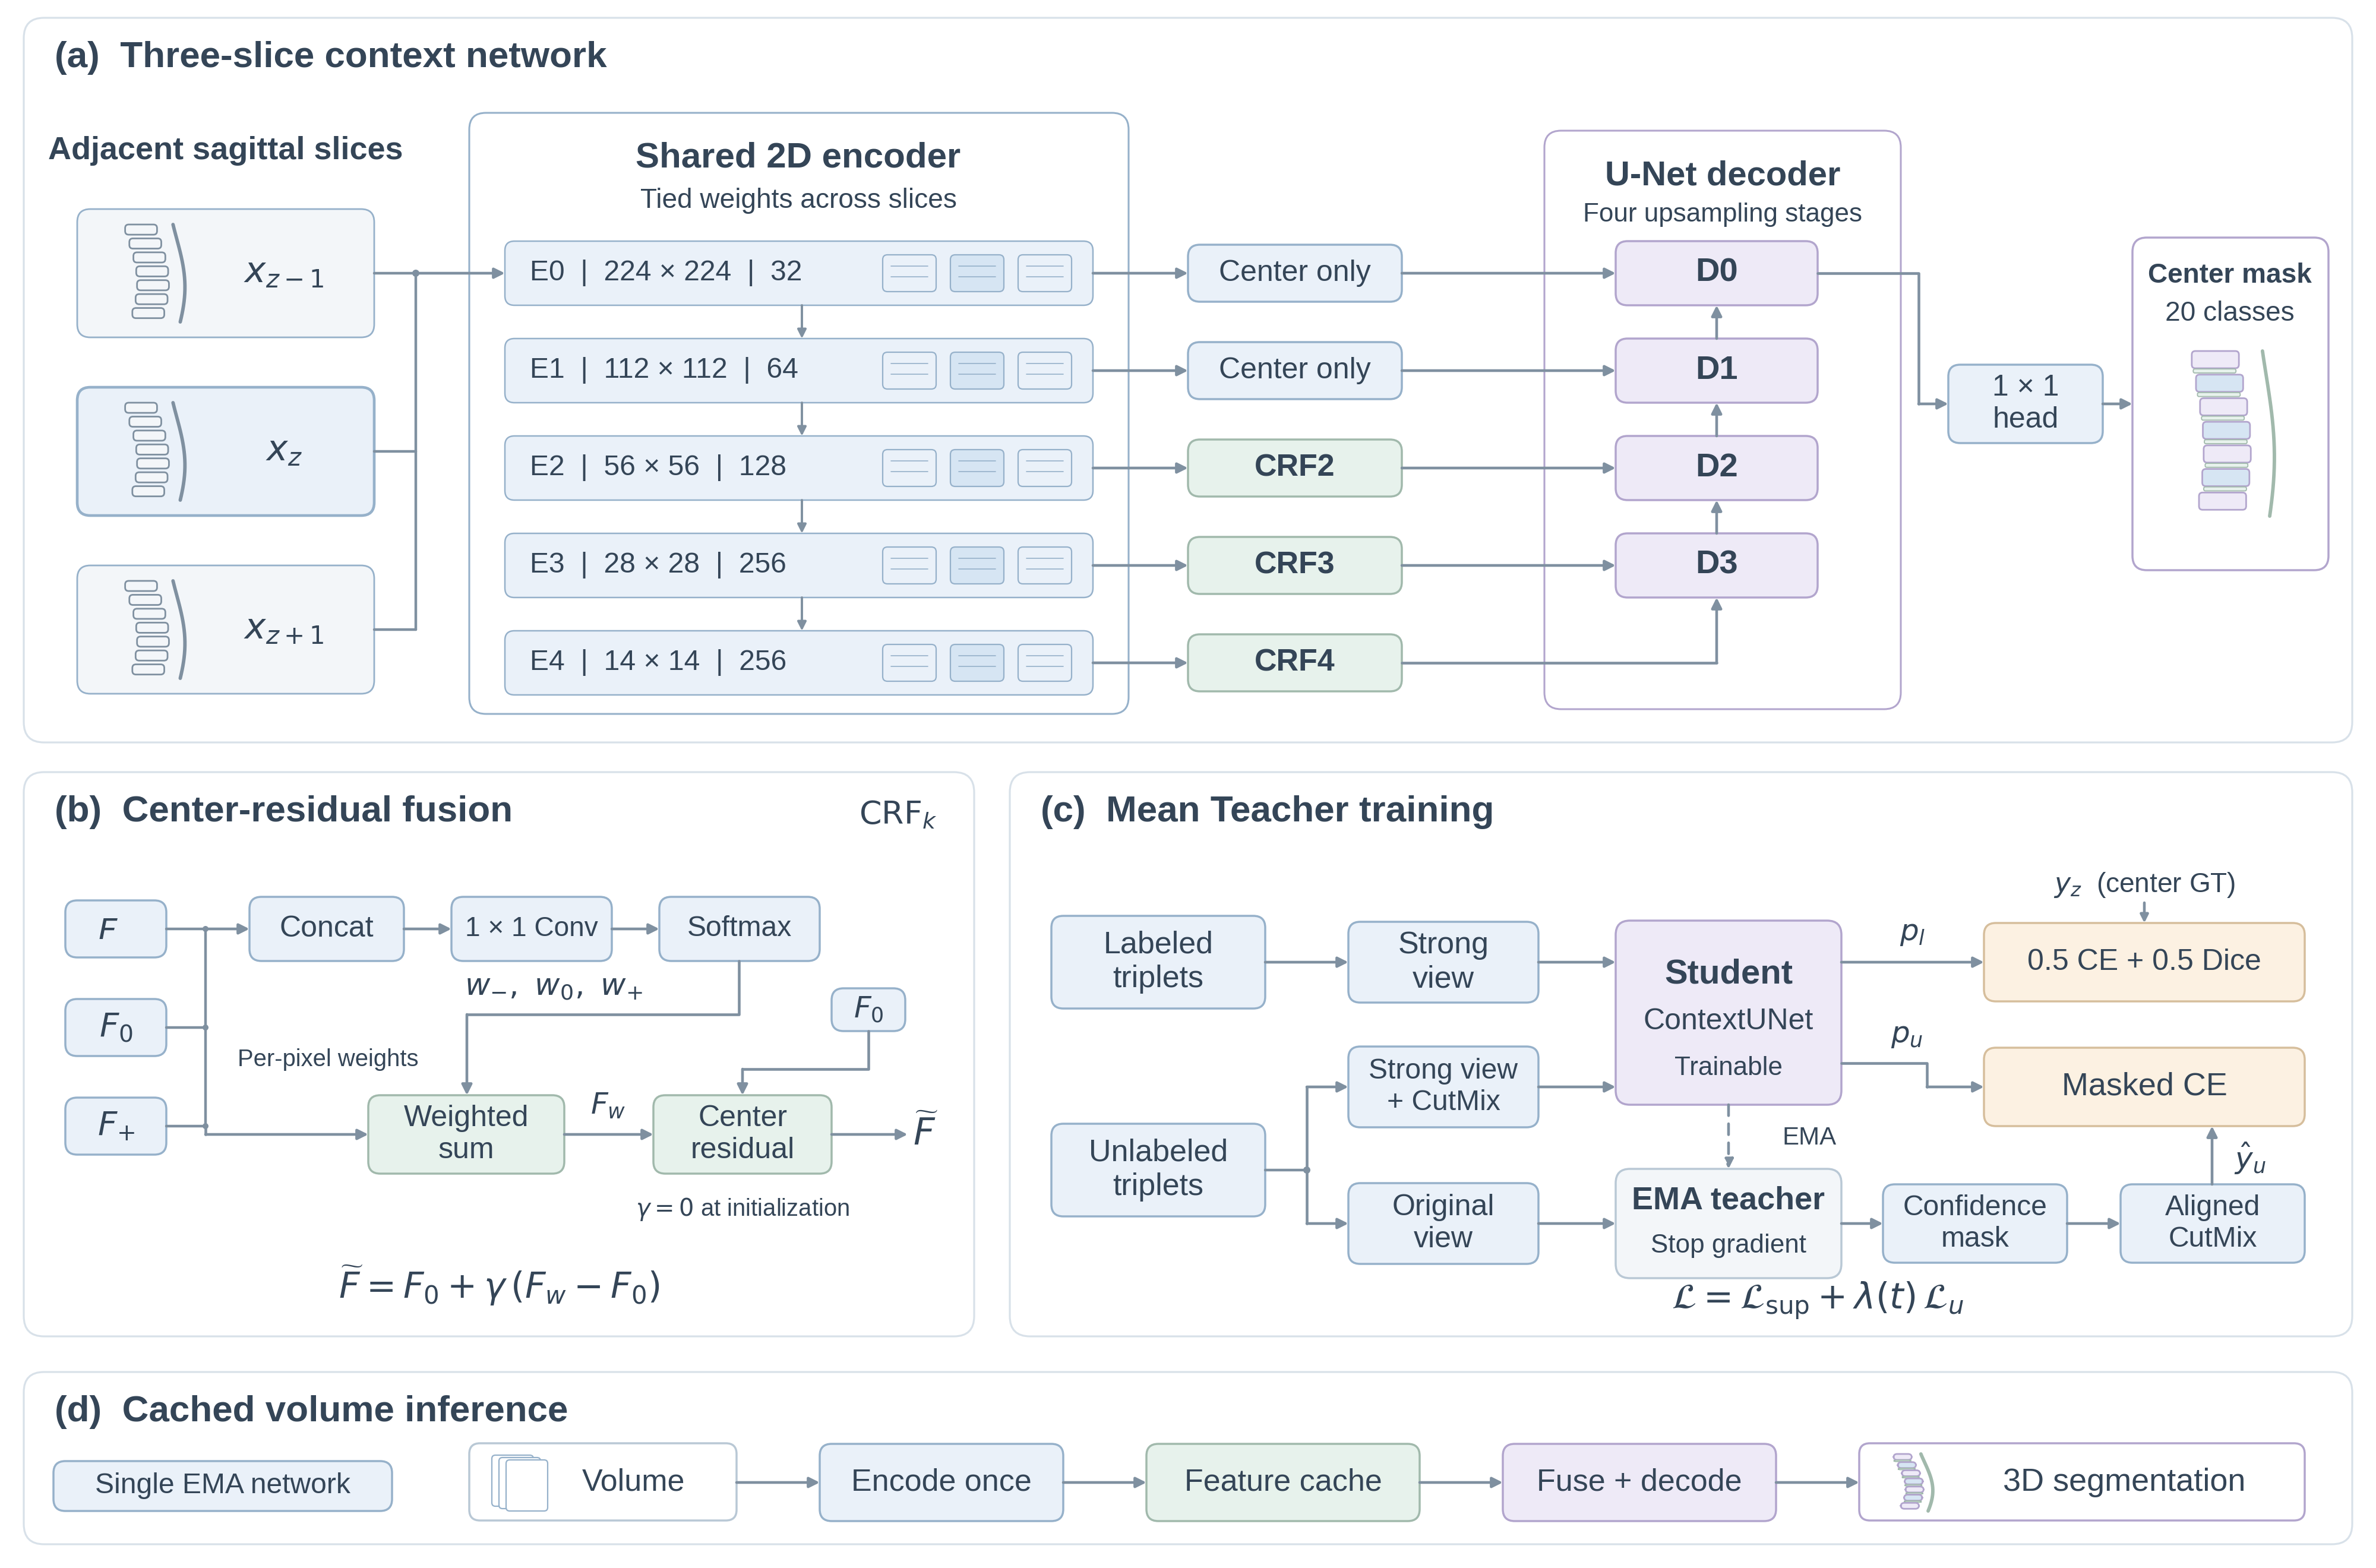 (a) Three-slice context network
Adjacent sagittal slices
x_{z−1}
x_z
x_{z+1}
Shared 2D encoder
Tied weights across slices
E0 | 224 × 224 | 32
E1 | 112 × 112 | 64
E2 | 56 × 56 | 128
E3 | 28 × 28 | 256
E4 | 14 × 14 | 256
Center only
Center only
CRF2
CRF3
CRF4
U-Net decoder
Four upsampling stages
D0
D1
D2
D3
1 × 1
head
Center mask
20 classes
(b) Center-residual fusion
CRF_k
F
F_0
F_+
Concat
1 × 1 Conv
Softmax
w_−, w_0, w_+
F_0
Per-pixel weights
Weighted
sum
F_w
Center
residual
F̃
γ = 0 at initialization
F̃ = F_0 + γ (F_w − F_0)
(c) Mean Teacher training
Labeled
triplets
Unlabeled
triplets
Strong
view
Strong view
+ CutMix
Original
view
Student
ContextUNet
Trainable
EMA
EMA teacher
Stop gradient
p_l
p_u
y_z (center GT)
0.5 CE + 0.5 Dice
Masked CE
ŷ_u
Confidence
mask
Aligned
CutMix
ℒ = ℒ_sup + λ(t) ℒ_u
(d) Cached volume inference
Single EMA network
Volume
Encode once
Feature cache
Fuse + decode
3D segmentation